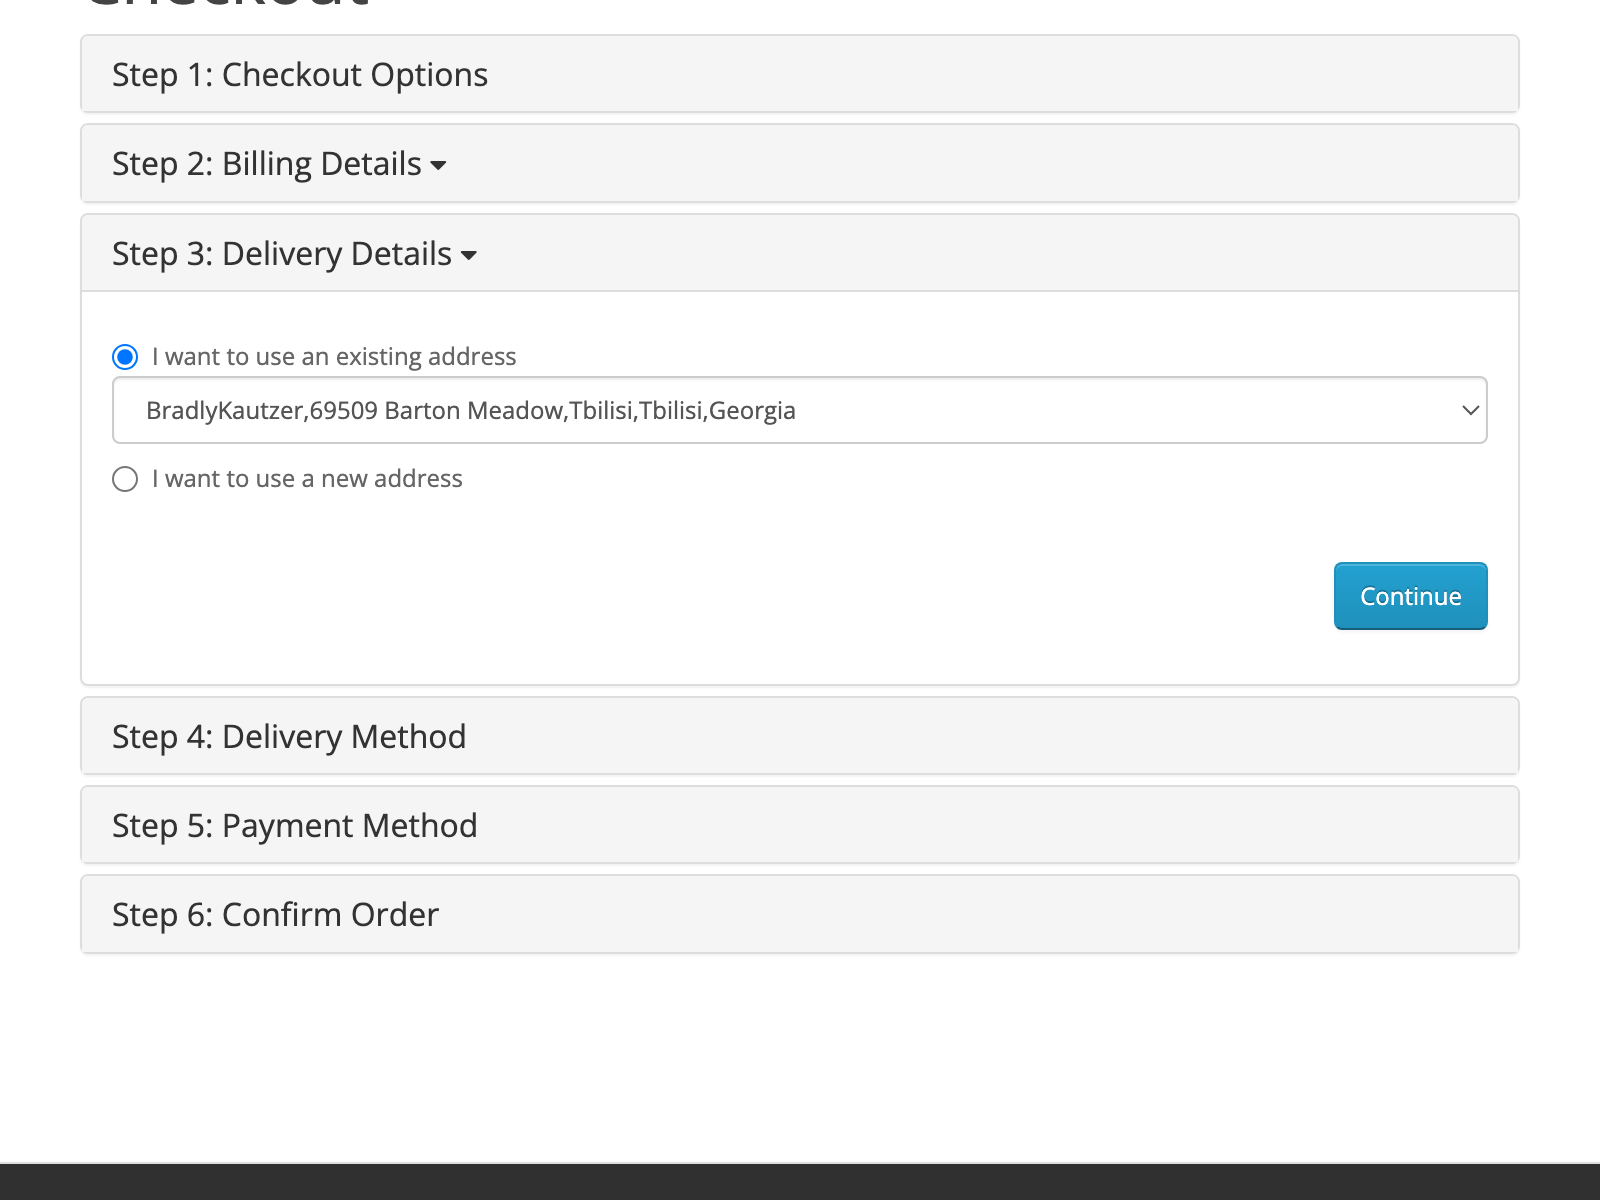 Checkout
Step 1: Checkout Options
Step 2: Billing Details
Step 3: Delivery Details
I want to use an existing address
BradlyKautzer,69509 Barton Meadow,Tbilisi,Tbilisi,Georgia
I want to use a new address
Continue
Step 4: Delivery Method
Step 5: Payment Method
Step 6: Confirm Order